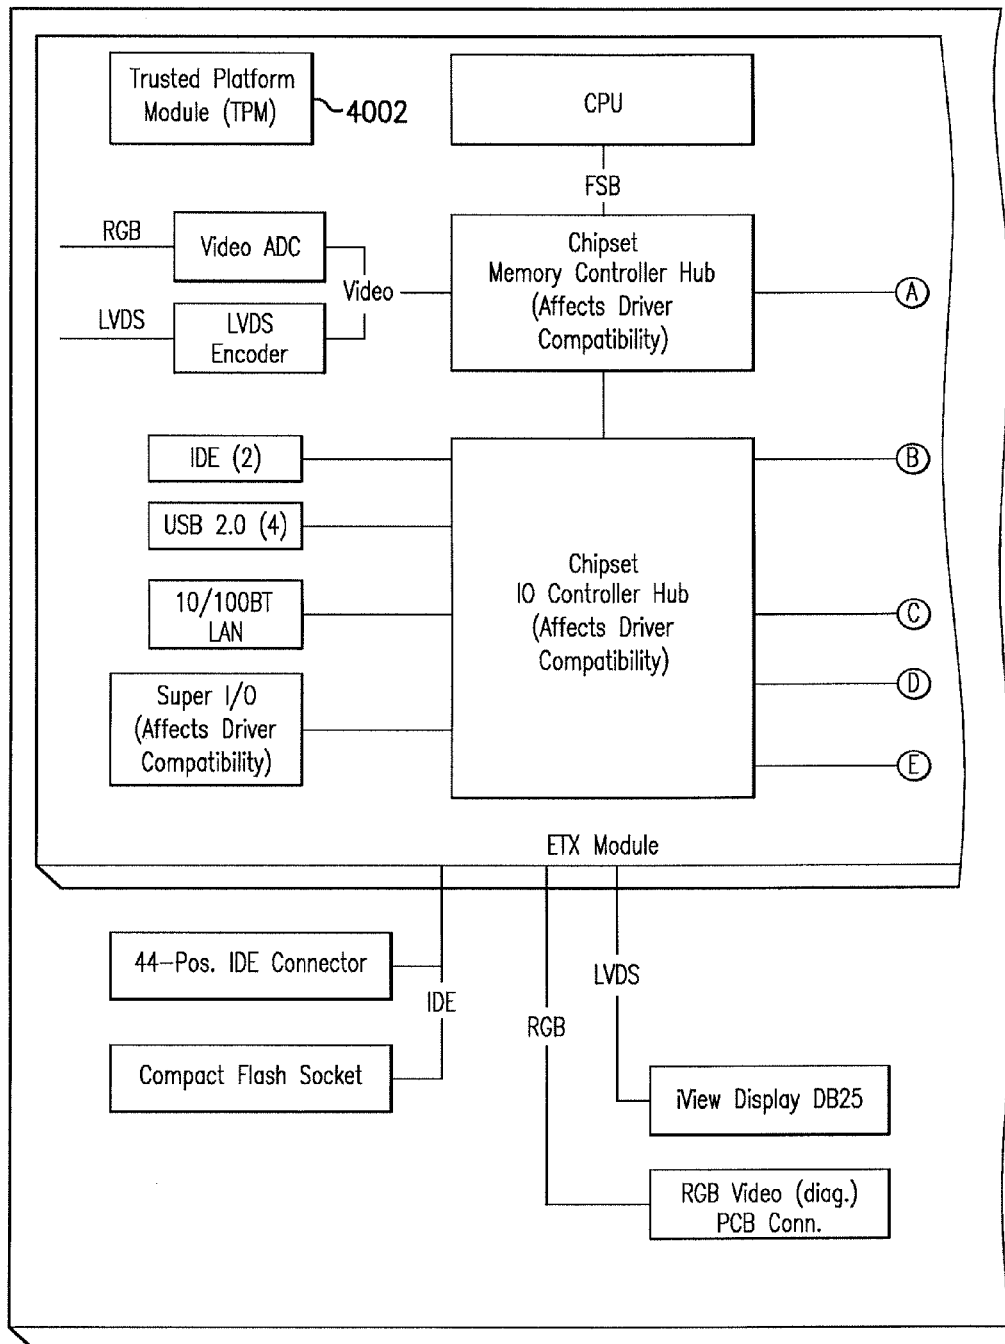 Trusted Platform
Module (TPM)
4002
CPU
FSB
RGB
Video ADC
Video
LVDS
LVDS
Encoder
Chipset
Memory Controller Hub
(Affects Driver
Compatibility)
A
IDE (2)
B
USB 2.0 (4)
10/100BT
LAN
Chipset
IO Controller Hub
(Affects Driver
Compatibility)
C
D
Super I/O
(Affects Driver
Compatibility)
E
ETX Module
44-Pos. IDE Connector
IDE
LVDS
RGB
Compact Flash Socket
iView Display DB25
RGB Video (diag.)
PCB Conn.